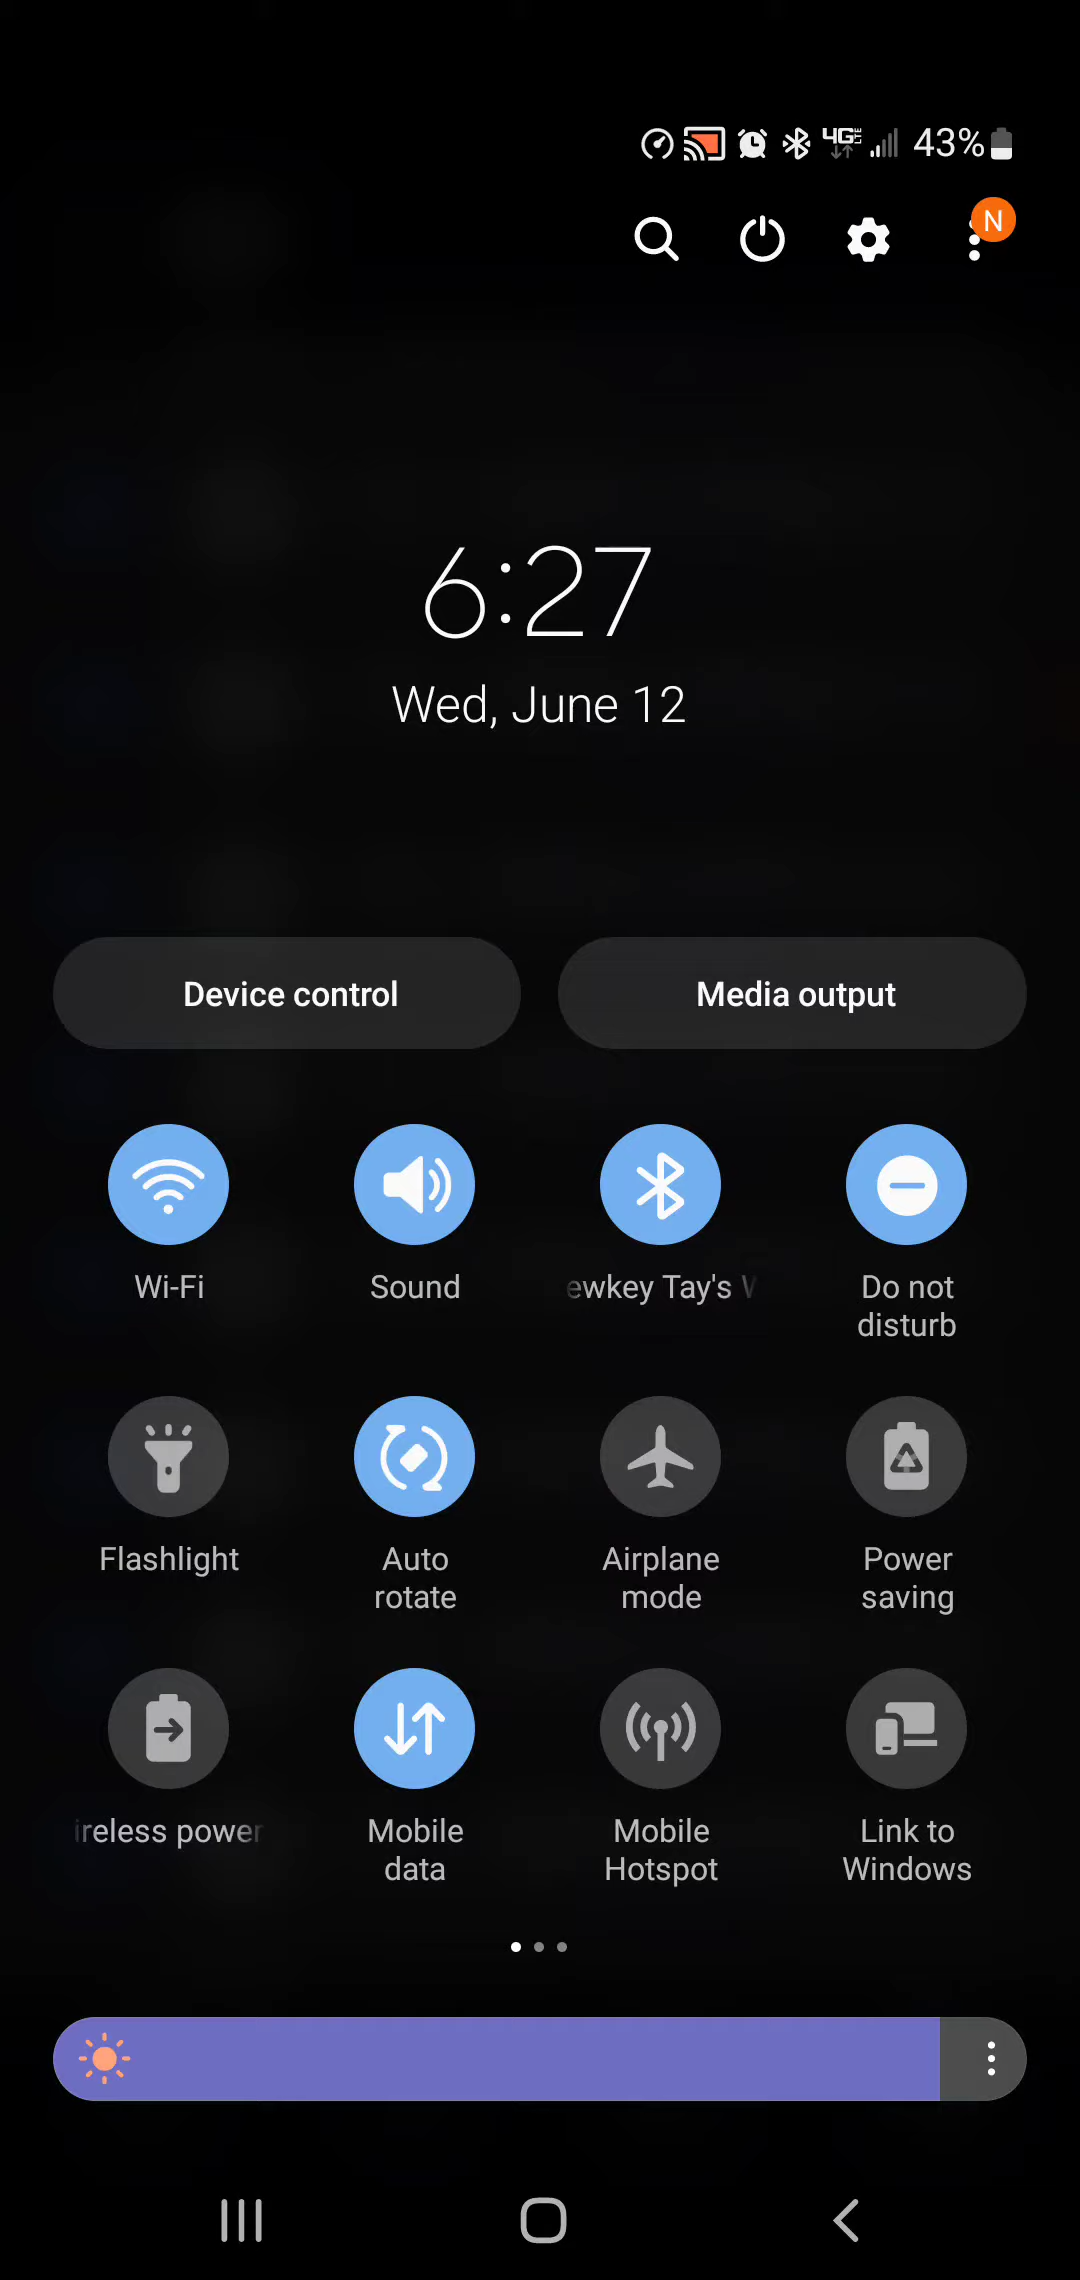 4G LTE 43%
N
6:27
Wed, June 12
Device control Media output
Wi-Fi Sound ewkey Tay's Do not
disturb
Flashlight Auto Airplane Power
rotate mode saving
ireless power Mobile Mobile Link to
data Hotspot Windows